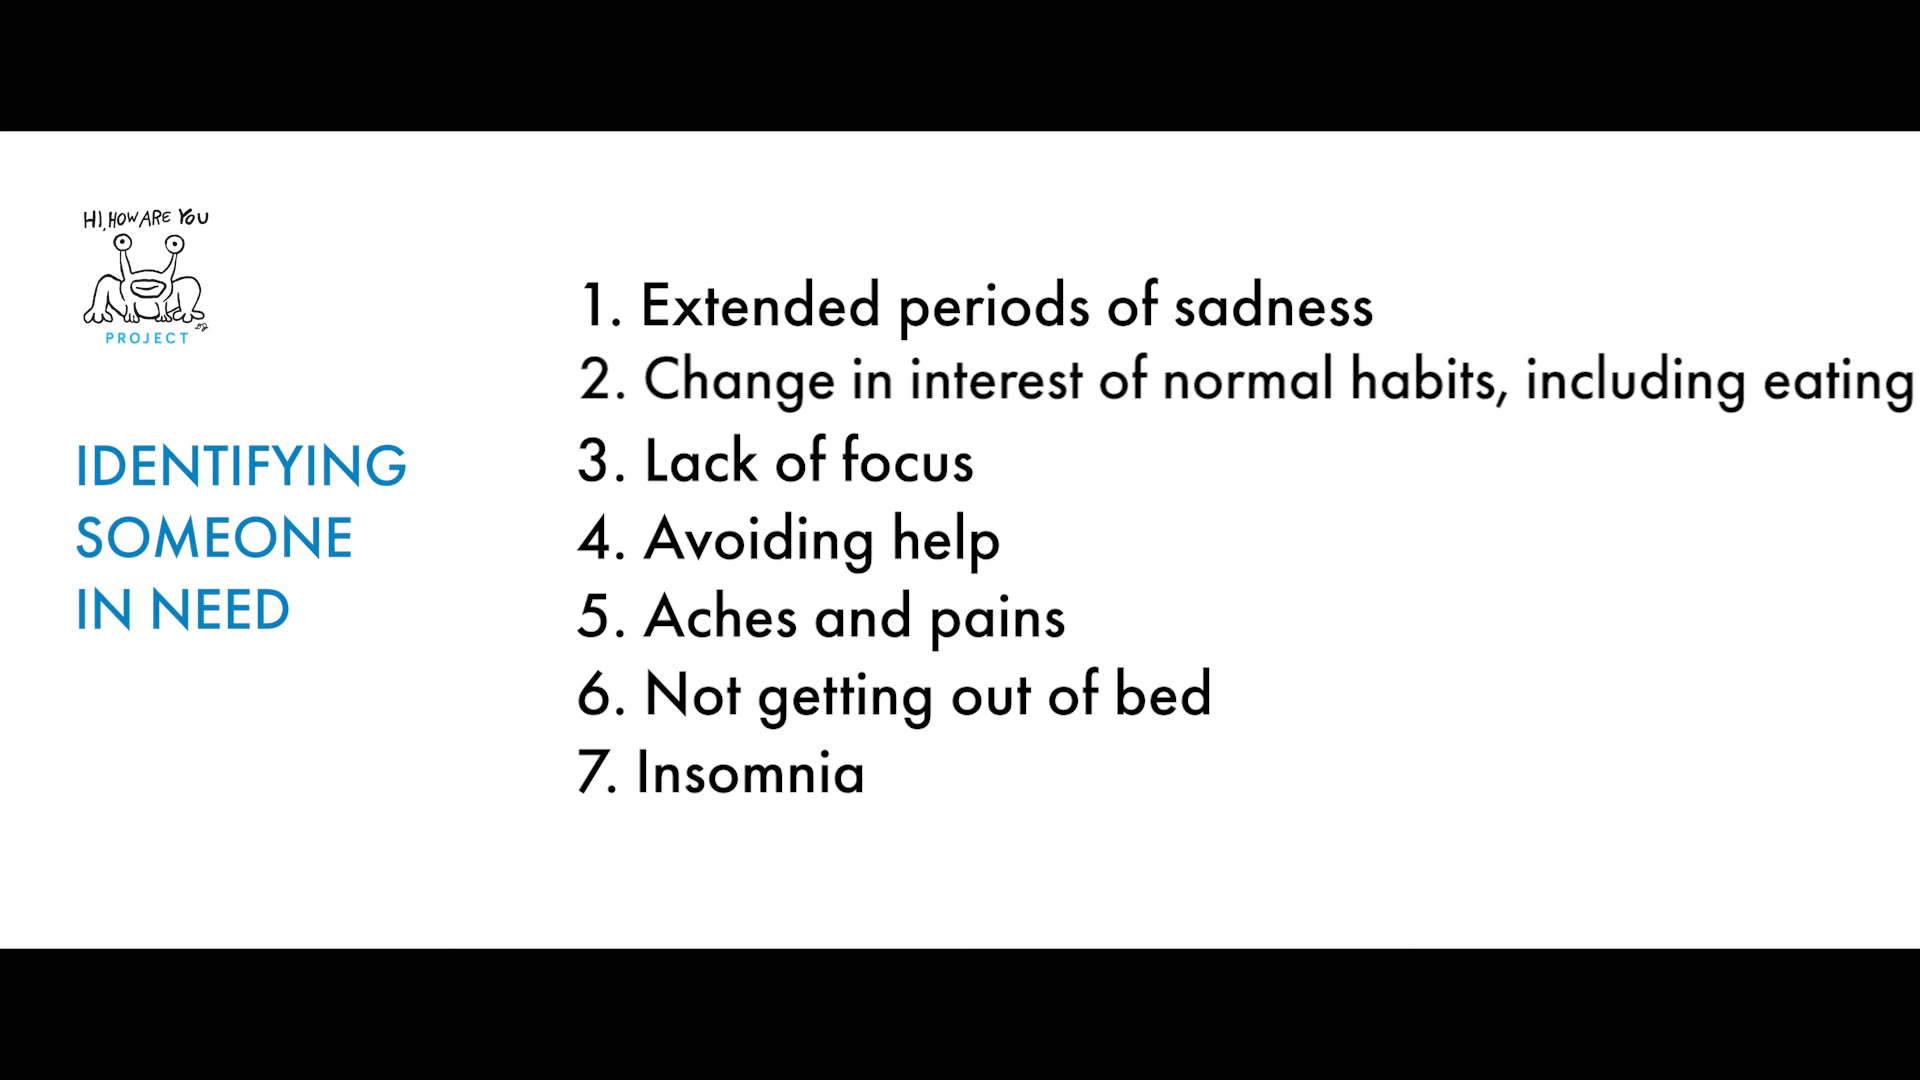 HI, HOW ARE YOU
PROJECT
IDENTIFYING
SOMEONE
IN NEED
1. Extended periods of sadness
2. Change in interest of normal habits, including eating
3. Lack of focus
4. Avoiding help
5. Aches and pains
6. Not getting out of bed
7. Insomnia